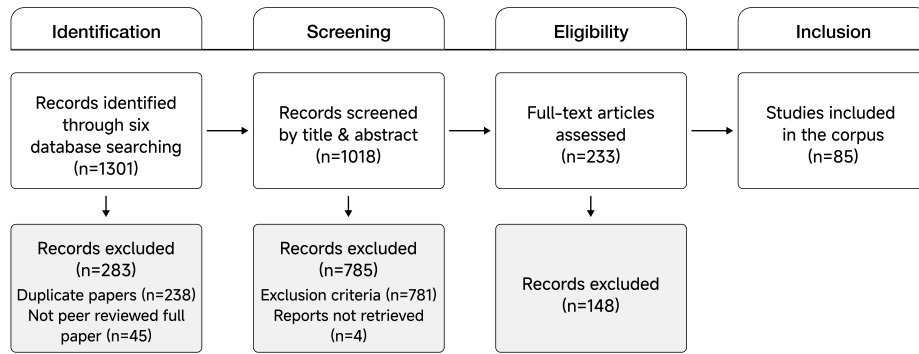 Identification
Screening
Eligibility
Inclusion
Records identified
through six
database searching
(n=1301)
Records screened
by title & abstract
(n=1018)
Full-text articles
assessed
(n=233)
Studies included
in the corpus
(n=85)
Records excluded
(n=283)
Duplicate papers (n=238)
Not peer reviewed full
paper (n=45)
Records excluded
(n=785)
Exclusion criteria (n=781)
Reports not retrieved
(n=4)
Records excluded
(n=148)